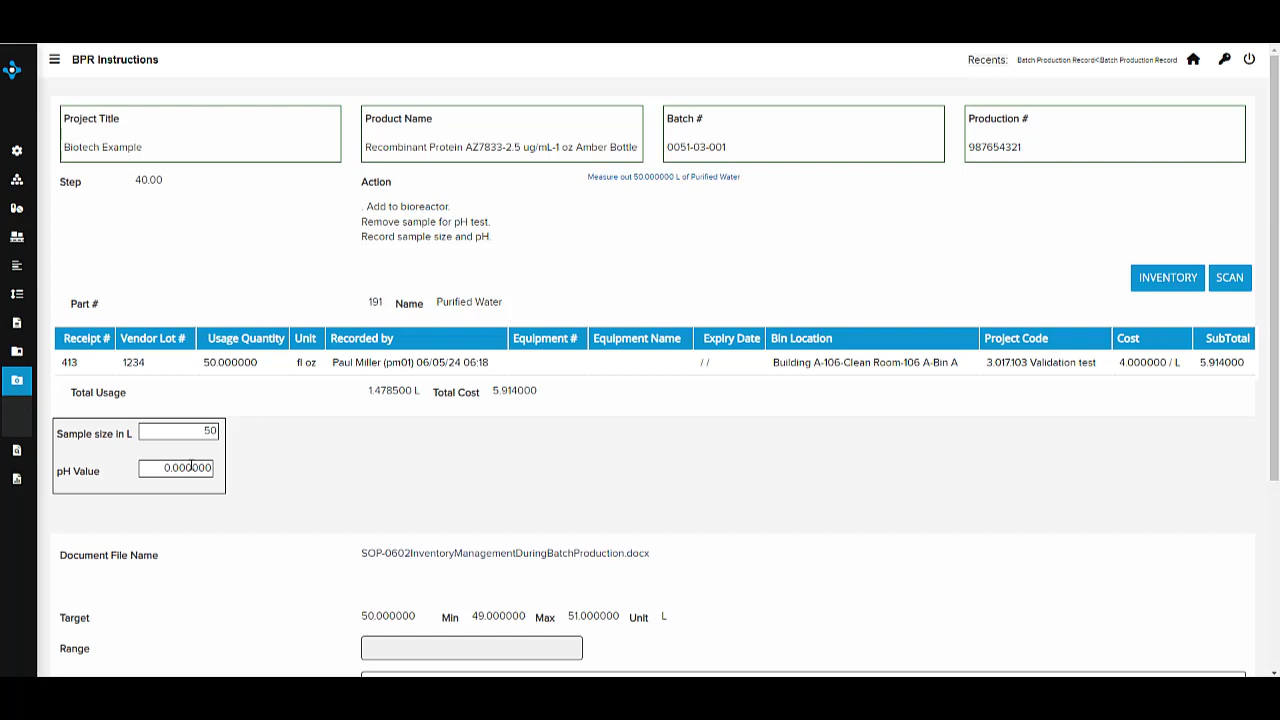 BPR Instructions
Recents: Batch Production Record<Batch Production Record
Project Title
Biotech Example
Product Name
Recombinant Protein AZ7833-2.5 ug/mL-1 oz Amber Bottle
Batch #
0051-03-001
Production #
987654321
Step 40.00
Action
Measure out 50.000000 L of Purified Water
. Add to bioreactor.
Remove sample for pH test.
Record sample size and pH.
INVENTORY SCAN
Part # 191 Name Purified Water
Receipt # Vendor Lot # Usage Quantity Unit Recorded by Equipment # Equipment Name Expiry Date Bin Location Project Code Cost SubTotal
413 1234 50.000000 fl oz Paul Miller (pm01) 06/05/24 06:18 / / Building A-106-Clean Room-106 A-Bin A 3.017.103 Validation test 4.000000 / L 5.914000
Total Usage 1.478500 L Total Cost 5.914000
Sample size in L 50
pH Value 0.000000
Document File Name SOP-0602InventoryManagementDuringBatchProduction.docx
Target 50.000000 Min 49.000000 Max 51.000000 Unit L
Range